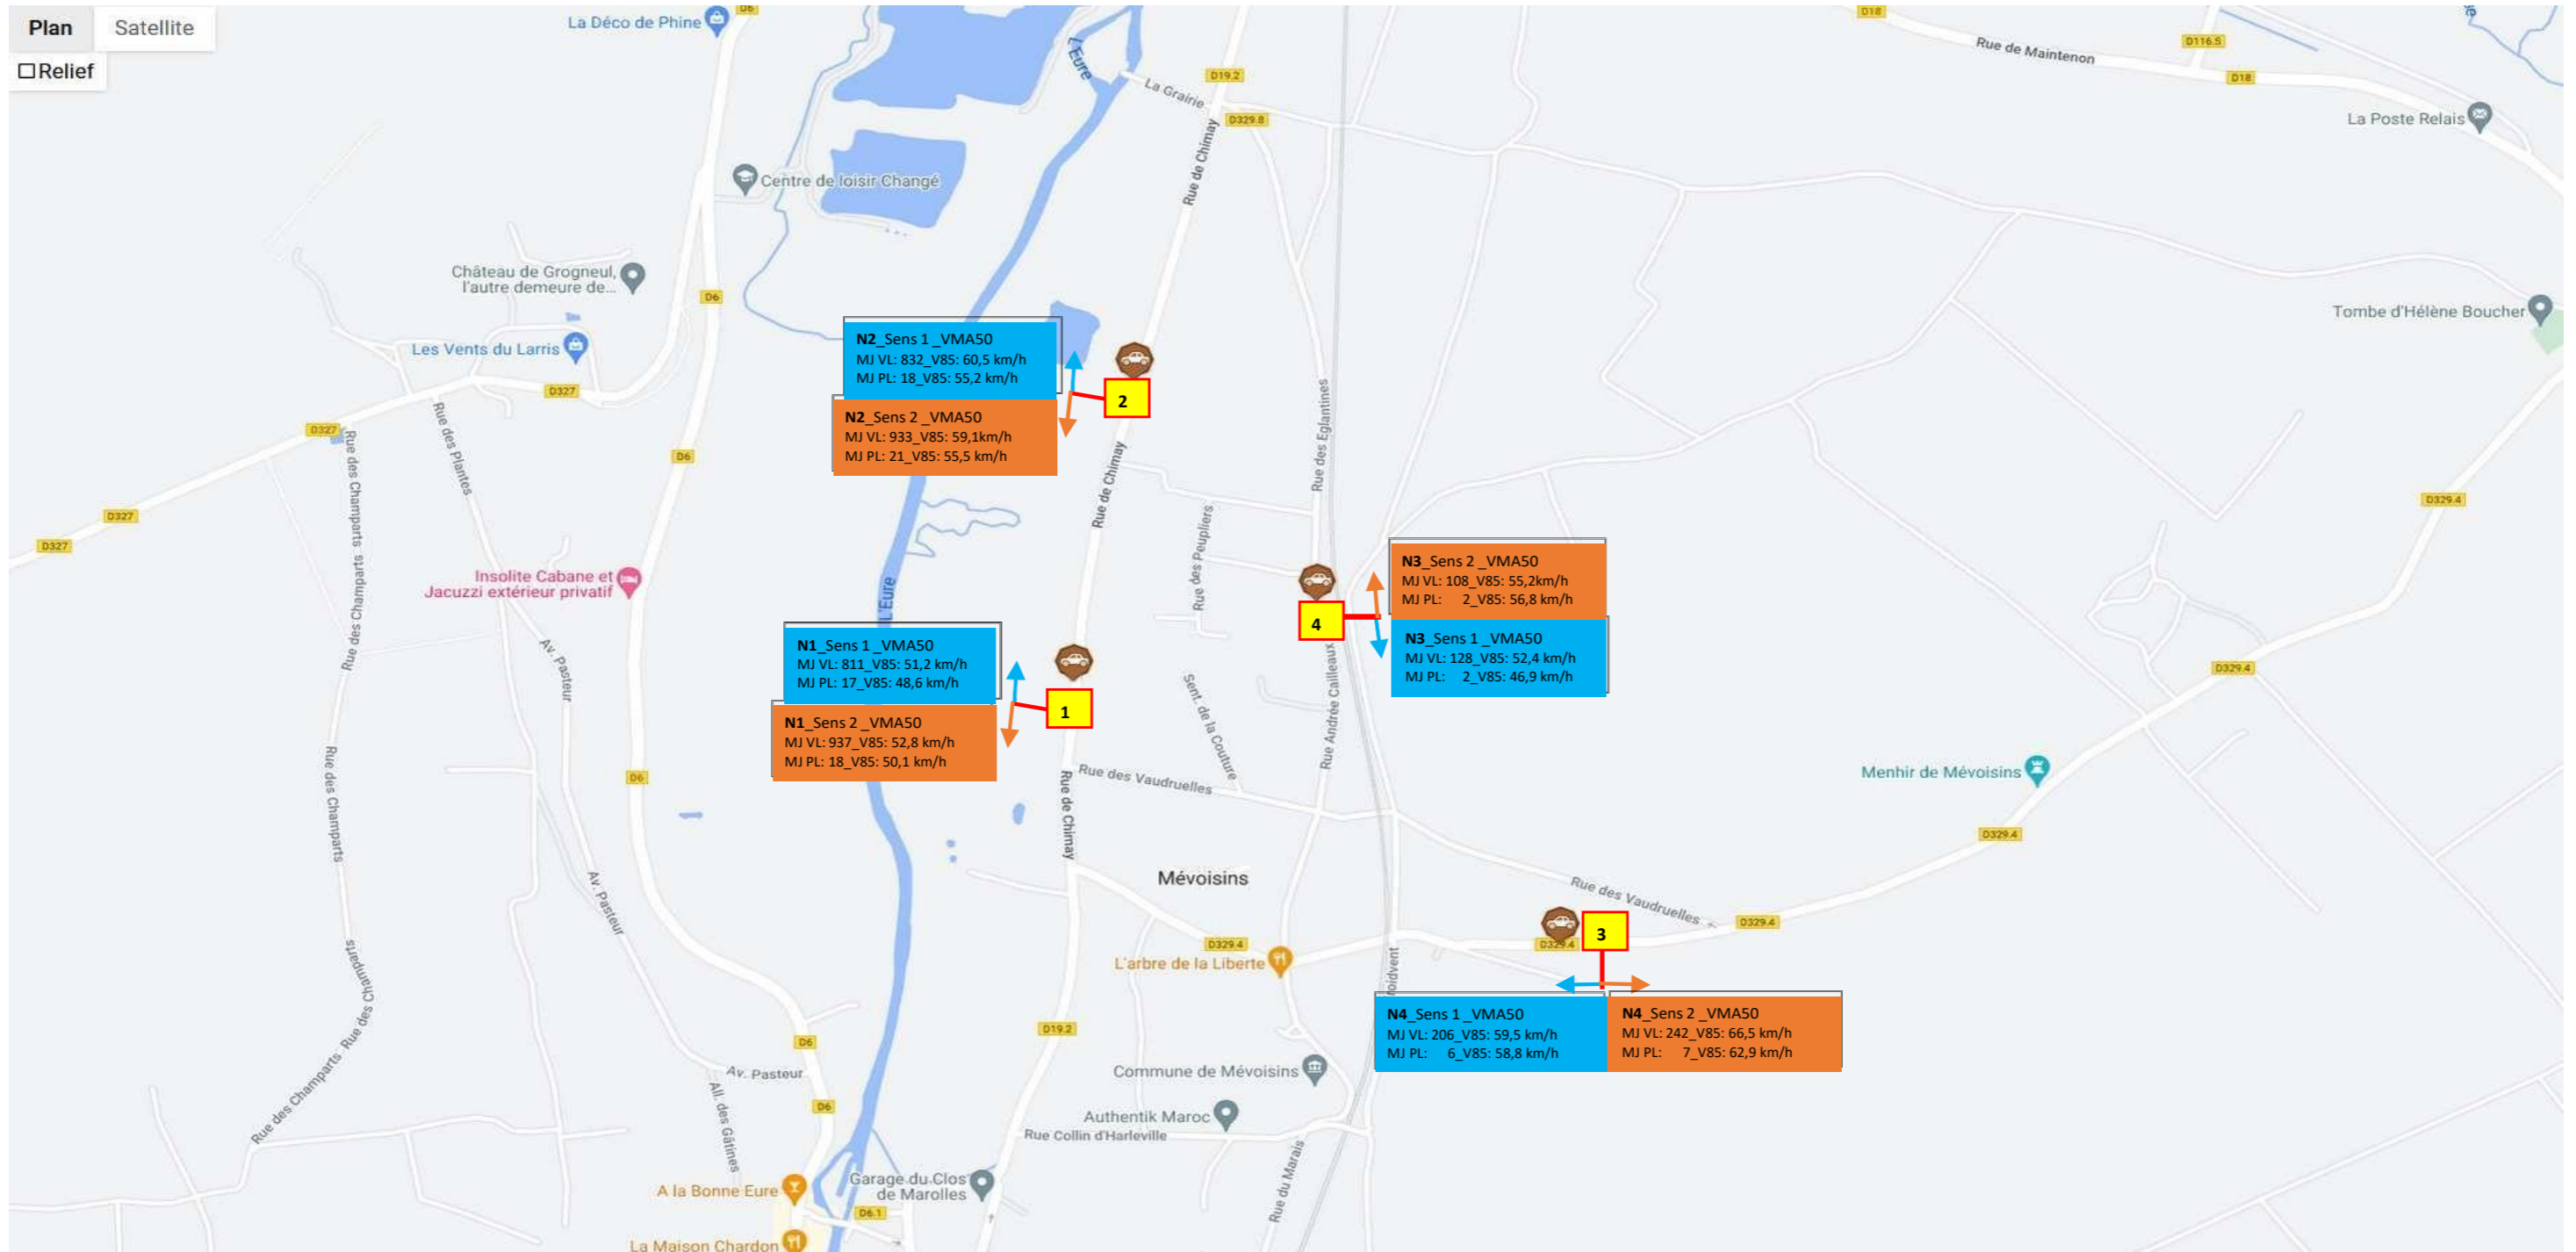 Plan
Satellite
Relief
La Déco de Phine
D6
L'Eure
La Grairie
D19.2
D329.8
Rue de Chimay
D18
Rue de Maintenon
D116.5
D18
La Poste Relais
Centre de loisir Changé
Château de Grogneul,
l'autre demeure de...
D6
Les Vents du Larris
D327
Tombe d'Hélène Boucher
N2_Sens 1 _VMA50
MJ VL: 832_V85: 60,5 km/h
MJ PL: 18_V85: 55,2 km/h
2
N2_Sens 2 _VMA50
MJ VL: 933_V85: 59,1km/h
MJ PL: 21_V85: 55,5 km/h
Rue des Plantes
D327
Rue des Champarts
D6
Rue de Chimay
Rue des Eglantines
D327
D327
D329.4
Rue des Peupliers
Insolite Cabane et
Jacuzzi extérieur privatif
L'Eure
N3_Sens 2 _VMA50
MJ VL: 108_V85: 55,2km/h
MJ PL: 2_V85: 56,8 km/h
4
N3_Sens 1 _VMA50
MJ VL: 128_V85: 52,4 km/h
MJ PL: 2_V85: 46,9 km/h
Rue des Champarts
Av. Pasteur
N1_Sens 1 _VMA50
MJ VL: 811_V85: 51,2 km/h
MJ PL: 17_V85: 48,6 km/h
1
N1_Sens 2 _VMA50
MJ VL: 937_V85: 52,8 km/h
MJ PL: 18_V85: 50,1 km/h
Sent. de la Couture
Rue Andrée Cailleaux
D329.4
Rue des Champarts
D6
Rue de Chimay
Rue des Vaudruelles
Menhir de Mévoisins
D329.4
Mévoisins
Av. Pasteur
Rue des Vaudruelles
D329.4
D329.4
D329.4
3
L'arbre de la Liberte
Rue des Champarts
N4_Sens 1 _VMA50
MJ VL: 206_V85: 59,5 km/h
MJ PL: 6_V85: 58,8 km/h
N4_Sens 2 _VMA50
MJ VL: 242_V85: 66,5 km/h
MJ PL: 7_V85: 62,9 km/h
D19.2
D6
Av. Pasteur
Commune de Mévoisins
All. des Gâtines
D6
Authentik Maroc
Rue Collin d'Harleville
Rue des Champarts
Rue du Marais
Garage du Clos
de Marolles
A la Bonne Eure
D6.1
La Maison Chardon